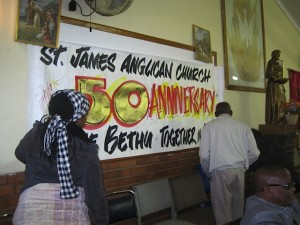 ST. JAMES ANGLICAN CHURCH
50 ANNIVERSARY
BETHU TOGETHER